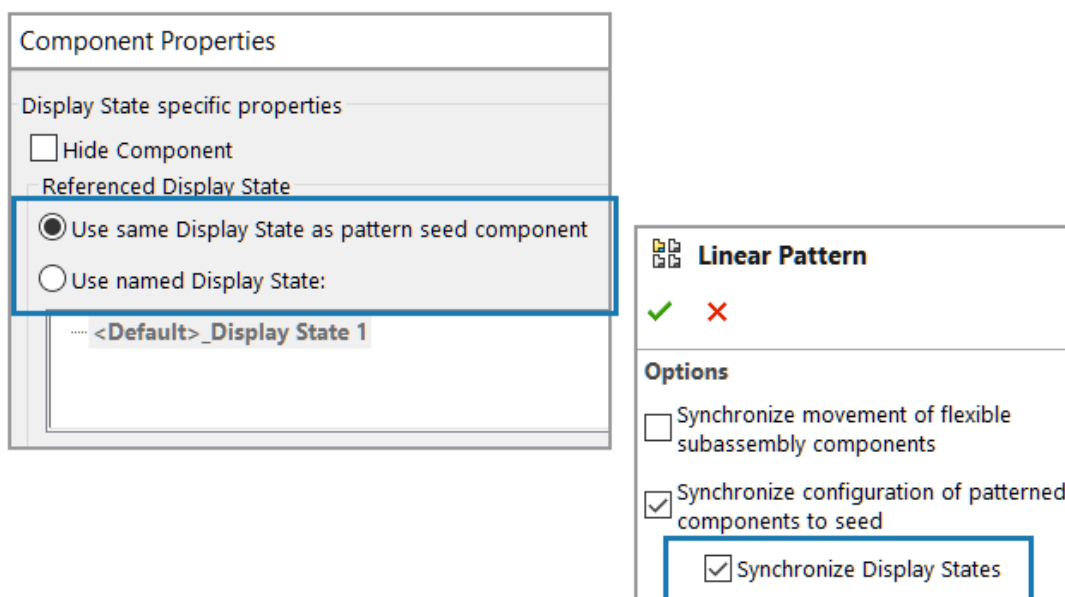 Component Properties
Display State specific properties
Hide Component
Referenced Display State
Use same Display State as pattern seed component
Use named Display State:
<Default>_Display State 1
Linear Pattern
Options
Synchronize movement of flexible
subassembly components
Synchronize configuration of patterned
components to seed
Synchronize Display States